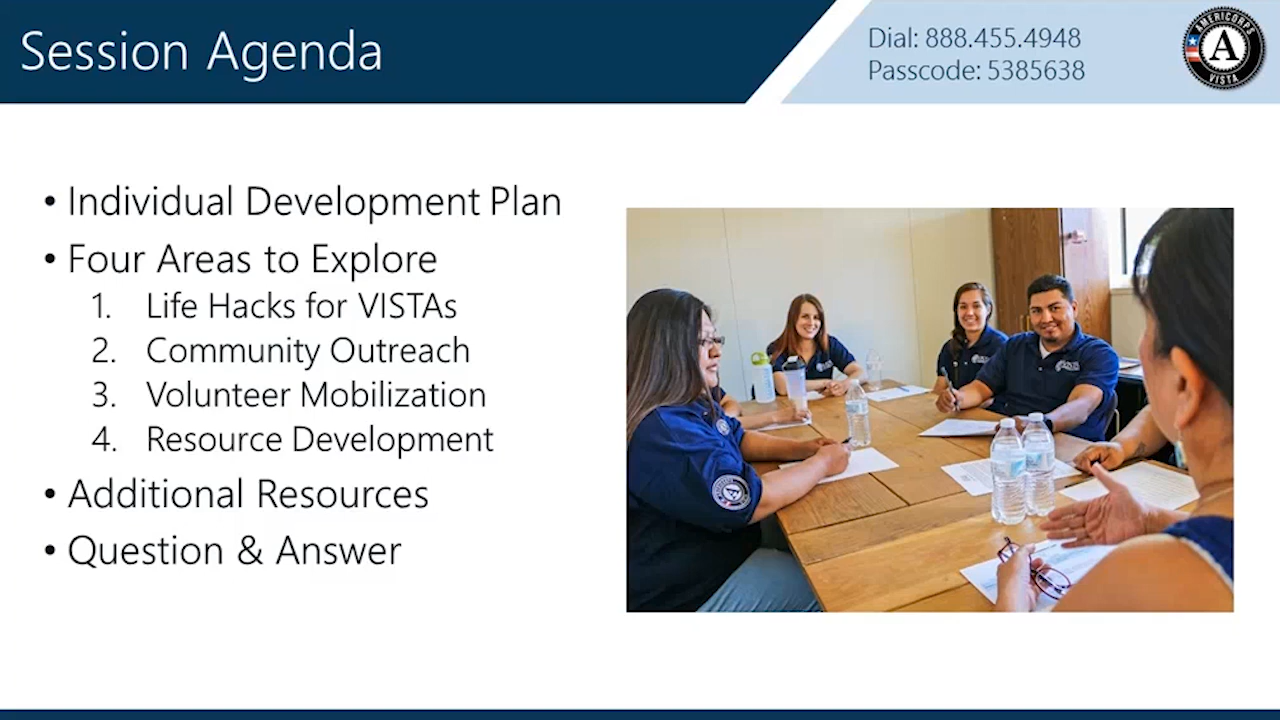 Session Agenda
Dial: 888.455.4948
Passcode: 5385638
AMERICORPS
A
VISTA
• Individual Development Plan
• Four Areas to Explore
1. Life Hacks for VISTAs
2. Community Outreach
3. Volunteer Mobilization
4. Resource Development
• Additional Resources
• Question & Answer